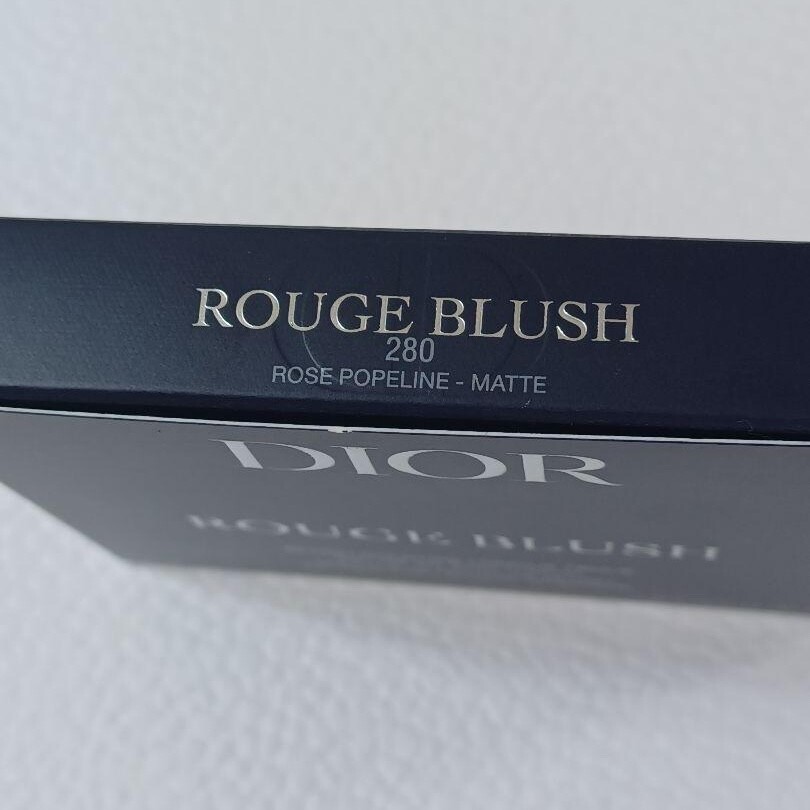 ROUGE BLUSH
280
ROSE POPELINE - MATTE
DIOR
ROUGE BLUSH